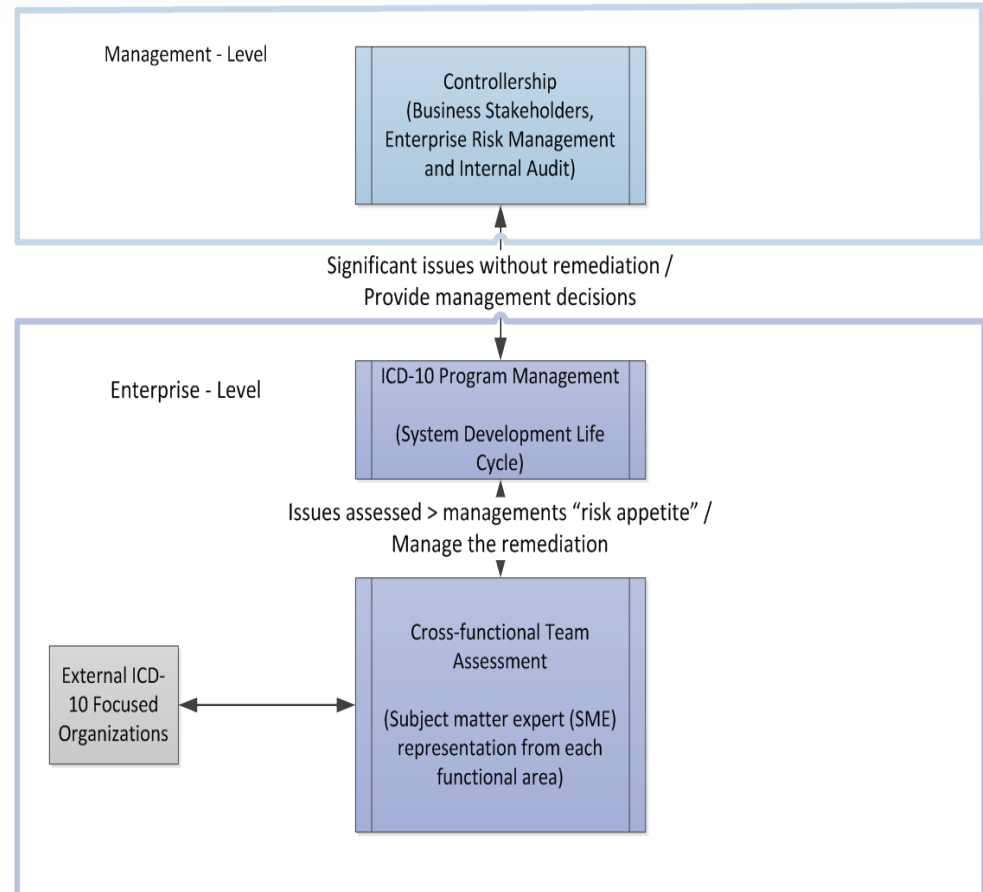 Management - Level
Controllership
(Business Stakeholders,
Enterprise Risk Management
and Internal Audit)
Significant issues without remediation /
Provide management decisions
Enterprise - Level
ICD-10 Program Management
(System Development Life
Cycle)
Issues assessed > managements “risk appetite” /
Manage the remediation
Cross-functional Team
Assessment
(Subject matter expert (SME)
representation from each
functional area)
External ICD-
10 Focused
Organizations